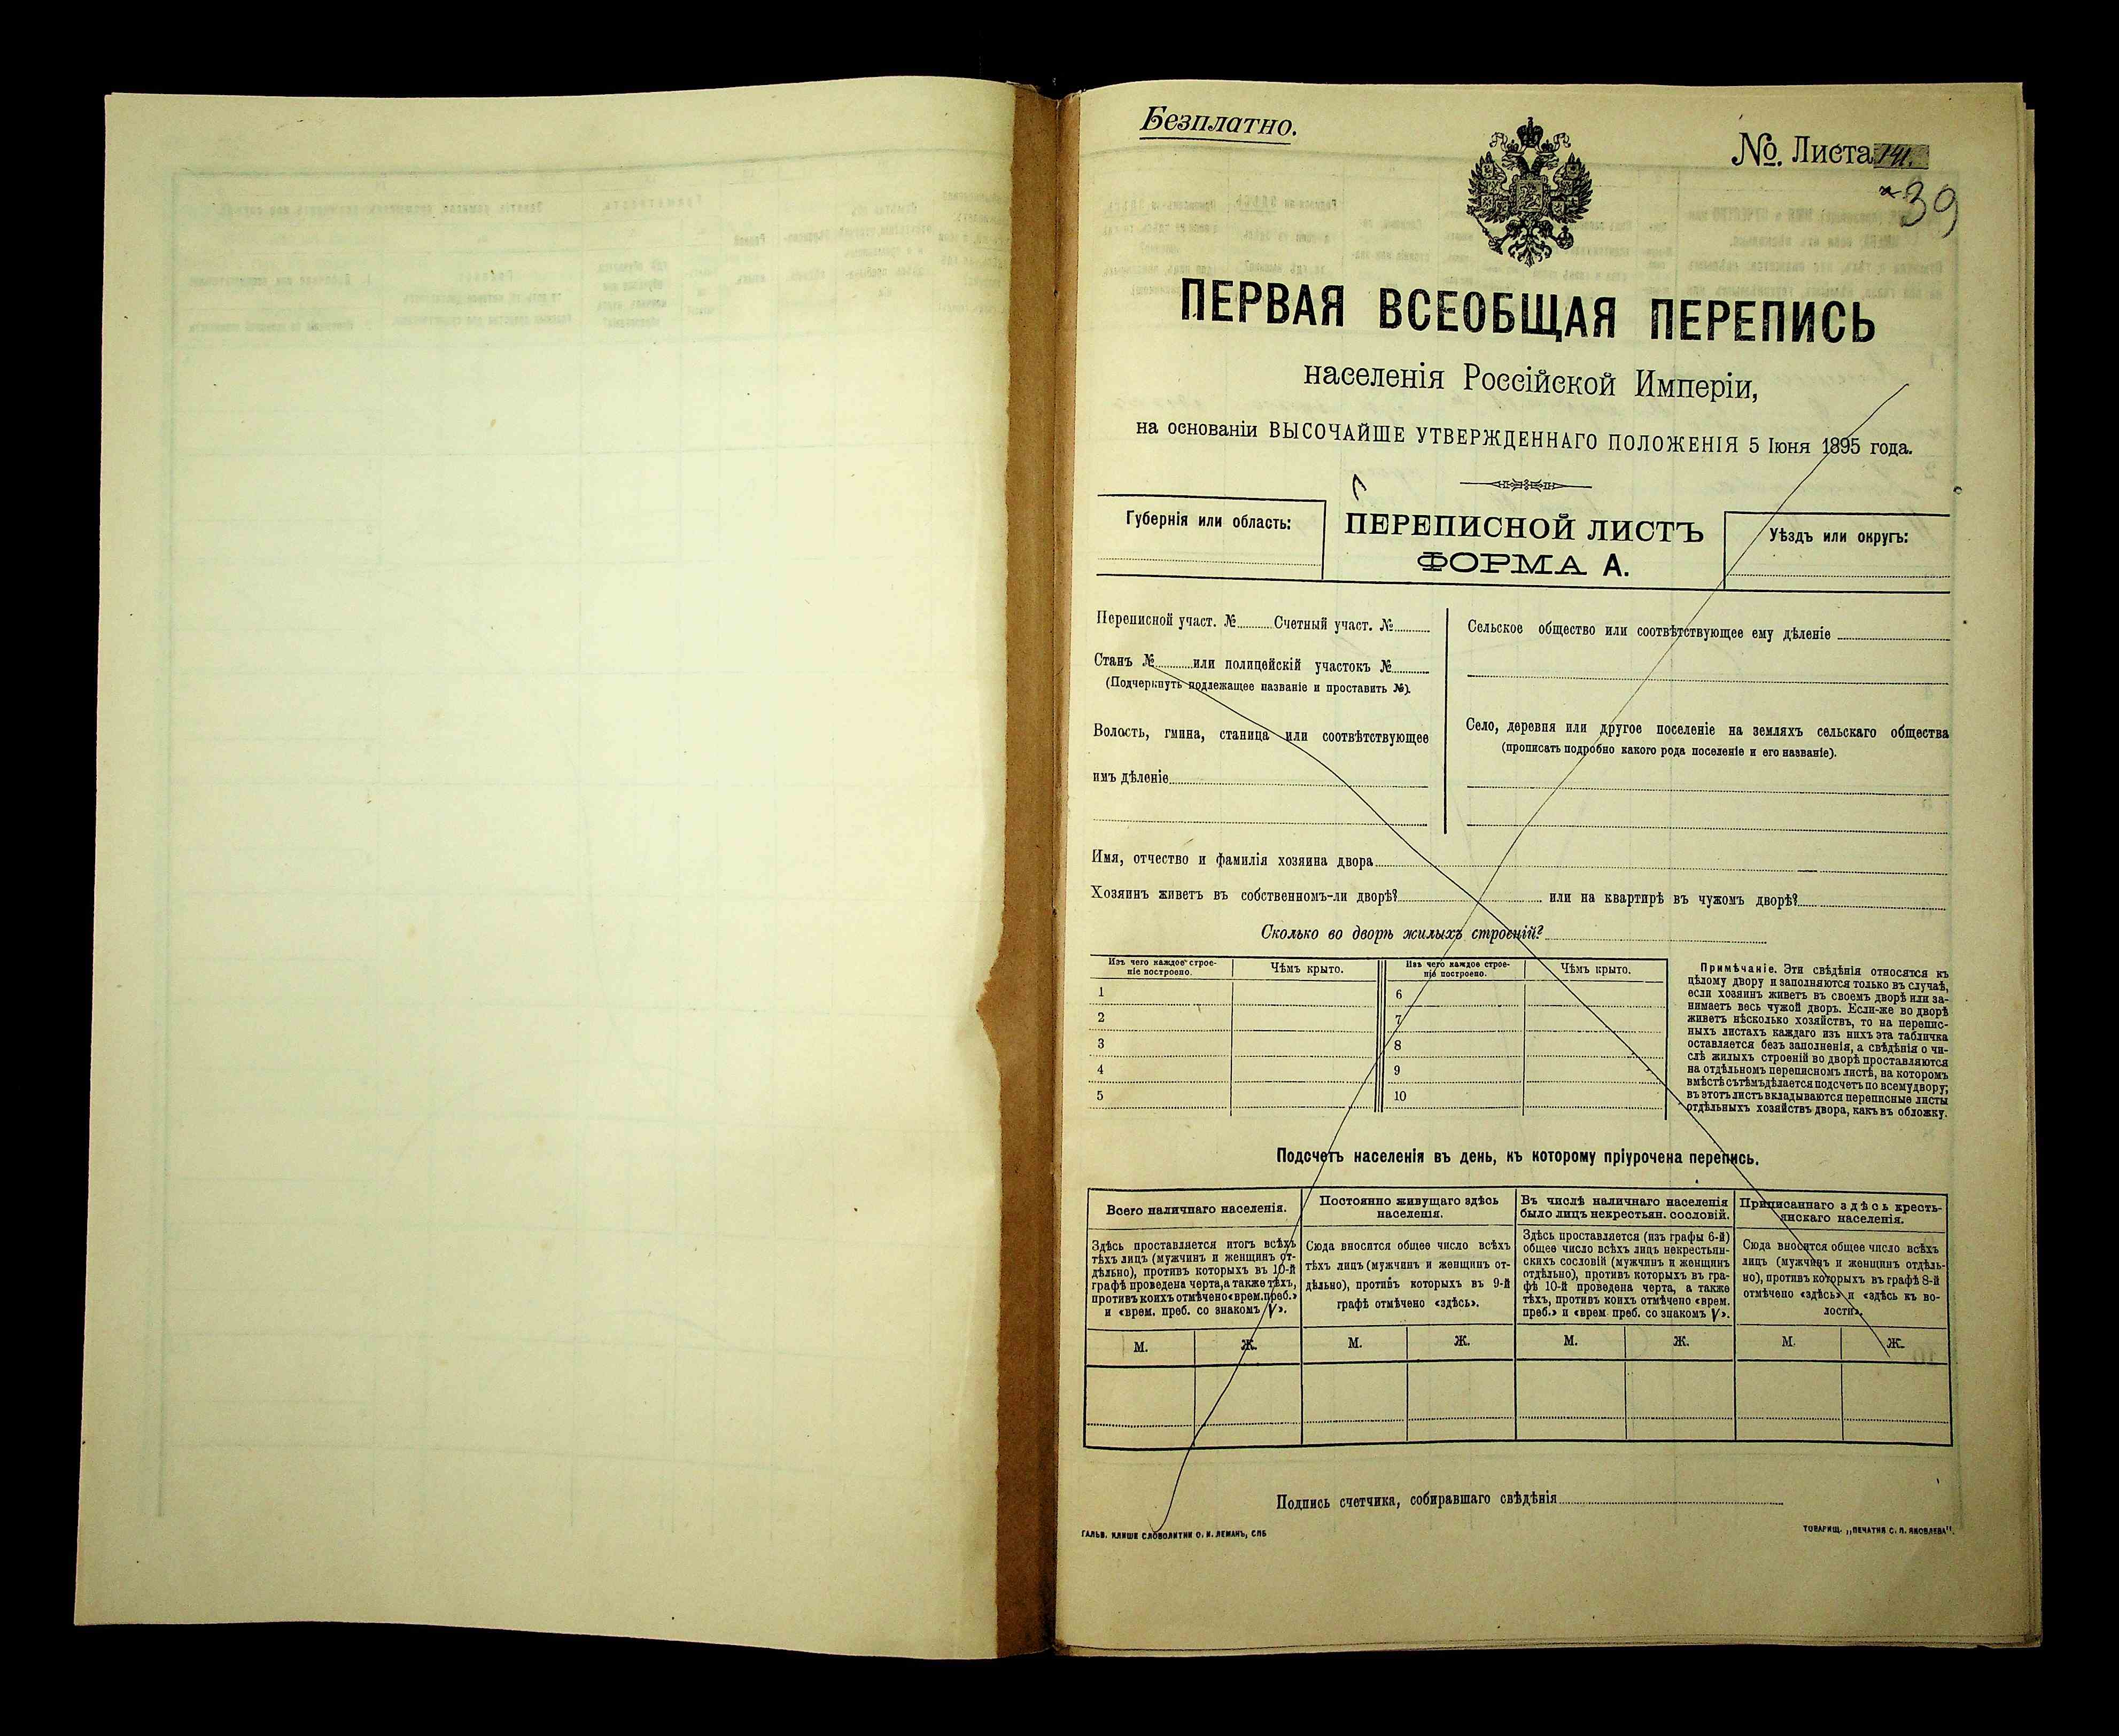 Безплатно.
№. Листа 141.
39
ПЕРВАЯ ВСЕОБЩАЯ ПЕРЕПИСЬ
населенія Россійской Имперіи,
на основаніи ВЫСОЧАЙШЕ УТВЕРЖДЕННАГО ПОЛОЖЕНІЯ 5 Іюня 1895 года.
Губернія или область:
ПЕРЕПИСНОЙ ЛИСТЪ
ФОРМА А.
Уѣздъ или округъ:
Переписной участ. № Счетный участ. №
Станъ № или полицейскій участокъ №
(Подчеркнуть подлежащее названіе и проставить №).
Волость, гмина, станица или соотвѣтствующее
имъ дѣленіе
Сельское общество или соотвѣтствующее ему дѣленіе
Село, деревня или другое поселеніе на земляхъ сельскаго общества
(прописать подробно какого рода поселеніе и его названіе).
Имя, отчество и фамилія хозяина двора
Хозяинъ живетъ въ собственномъ-ли дворѣ? или на квартирѣ въ чужомъ дворѣ?
Сколько во дворѣ жилыхъ строеній?
Изъ чего каждое строе-
ніе построено.
Чѣмъ крыто.
Изъ чего каждое строе-
ніе построено.
Чѣмъ крыто.
1
2
3
4
5
6
7
8
9
10
Примѣчаніе. Эти свѣдѣнія относятся къ
цѣлому двору и заполняются только въ случаѣ,
если хозяинъ живетъ въ своемъ дворѣ или за-
нимаетъ весь чужой дворъ. Если-же во дворѣ
живетъ нѣсколько хозяйствъ, то на перепис-
ныхъ листахъ каждаго изъ нихъ эта табличка
оставляется безъ заполненія, а свѣдѣнія о чи-
слѣ жилыхъ строеній во дворѣ проставляются
на отдѣльномъ переписномъ листѣ, на которомъ
вмѣстѣ съ тѣмъ дѣлается подсчетъ по всему двору;
въ этотъ листъ вкладываются переписные листы
отдѣльныхъ хозяйствъ двора, какъ въ обложку.
Подсчетъ населенія въ день, къ которому пріурочена перепись.
Всего наличнаго населенія.
Здѣсь проставляется итогъ всѣхъ
тѣхъ лицъ (мужчинъ и женщинъ от-
дѣльно), противъ которыхъ въ 10-й
графѣ проведена черта, а также тѣхъ,
противъ коихъ отмѣчено «врем. преб.»
и «врем. преб. со знакомъ V».
М. Ж.
Постоянно живущаго здѣсь
населенія.
Сюда вносится общее число всѣхъ
тѣхъ лицъ (мужчинъ и женщинъ от-
дѣльно), противъ которыхъ въ 9-й
графѣ отмѣчено «здѣсь».
М. Ж.
Въ числѣ наличнаго населенія
было лицъ некрестьян. сословій.
Здѣсь проставляется (изъ графы 6-й)
общее число всѣхъ лицъ некрестьян-
скихъ сословій (мужчинъ и женщинъ
отдѣльно), противъ которыхъ въ гра-
фѣ 10-й проведена черта, а также
тѣхъ, противъ коихъ отмѣчено «врем.
преб.» и «врем. преб. со знакомъ V».
М. Ж.
Приписаннаго здѣсь кресть-
янскаго населенія.
Сюда вносится общее число всѣхъ
лицъ (мужчинъ и женщинъ отдѣль-
но), противъ которыхъ въ графѣ 8-й
отмѣчено «здѣсь» и «здѣсь къ во-
лости».
М. Ж.
Подпись счетчика, собиравшаго свѣдѣнія
ГАЛЬВ. КЛИШЕ СЛОВОЛИТНИ О. И. ЛЕМАНЪ, СПБ
ТОВАРИЩ. „ПЕЧАТНЯ С. П. ЯКОВЛЕВА".